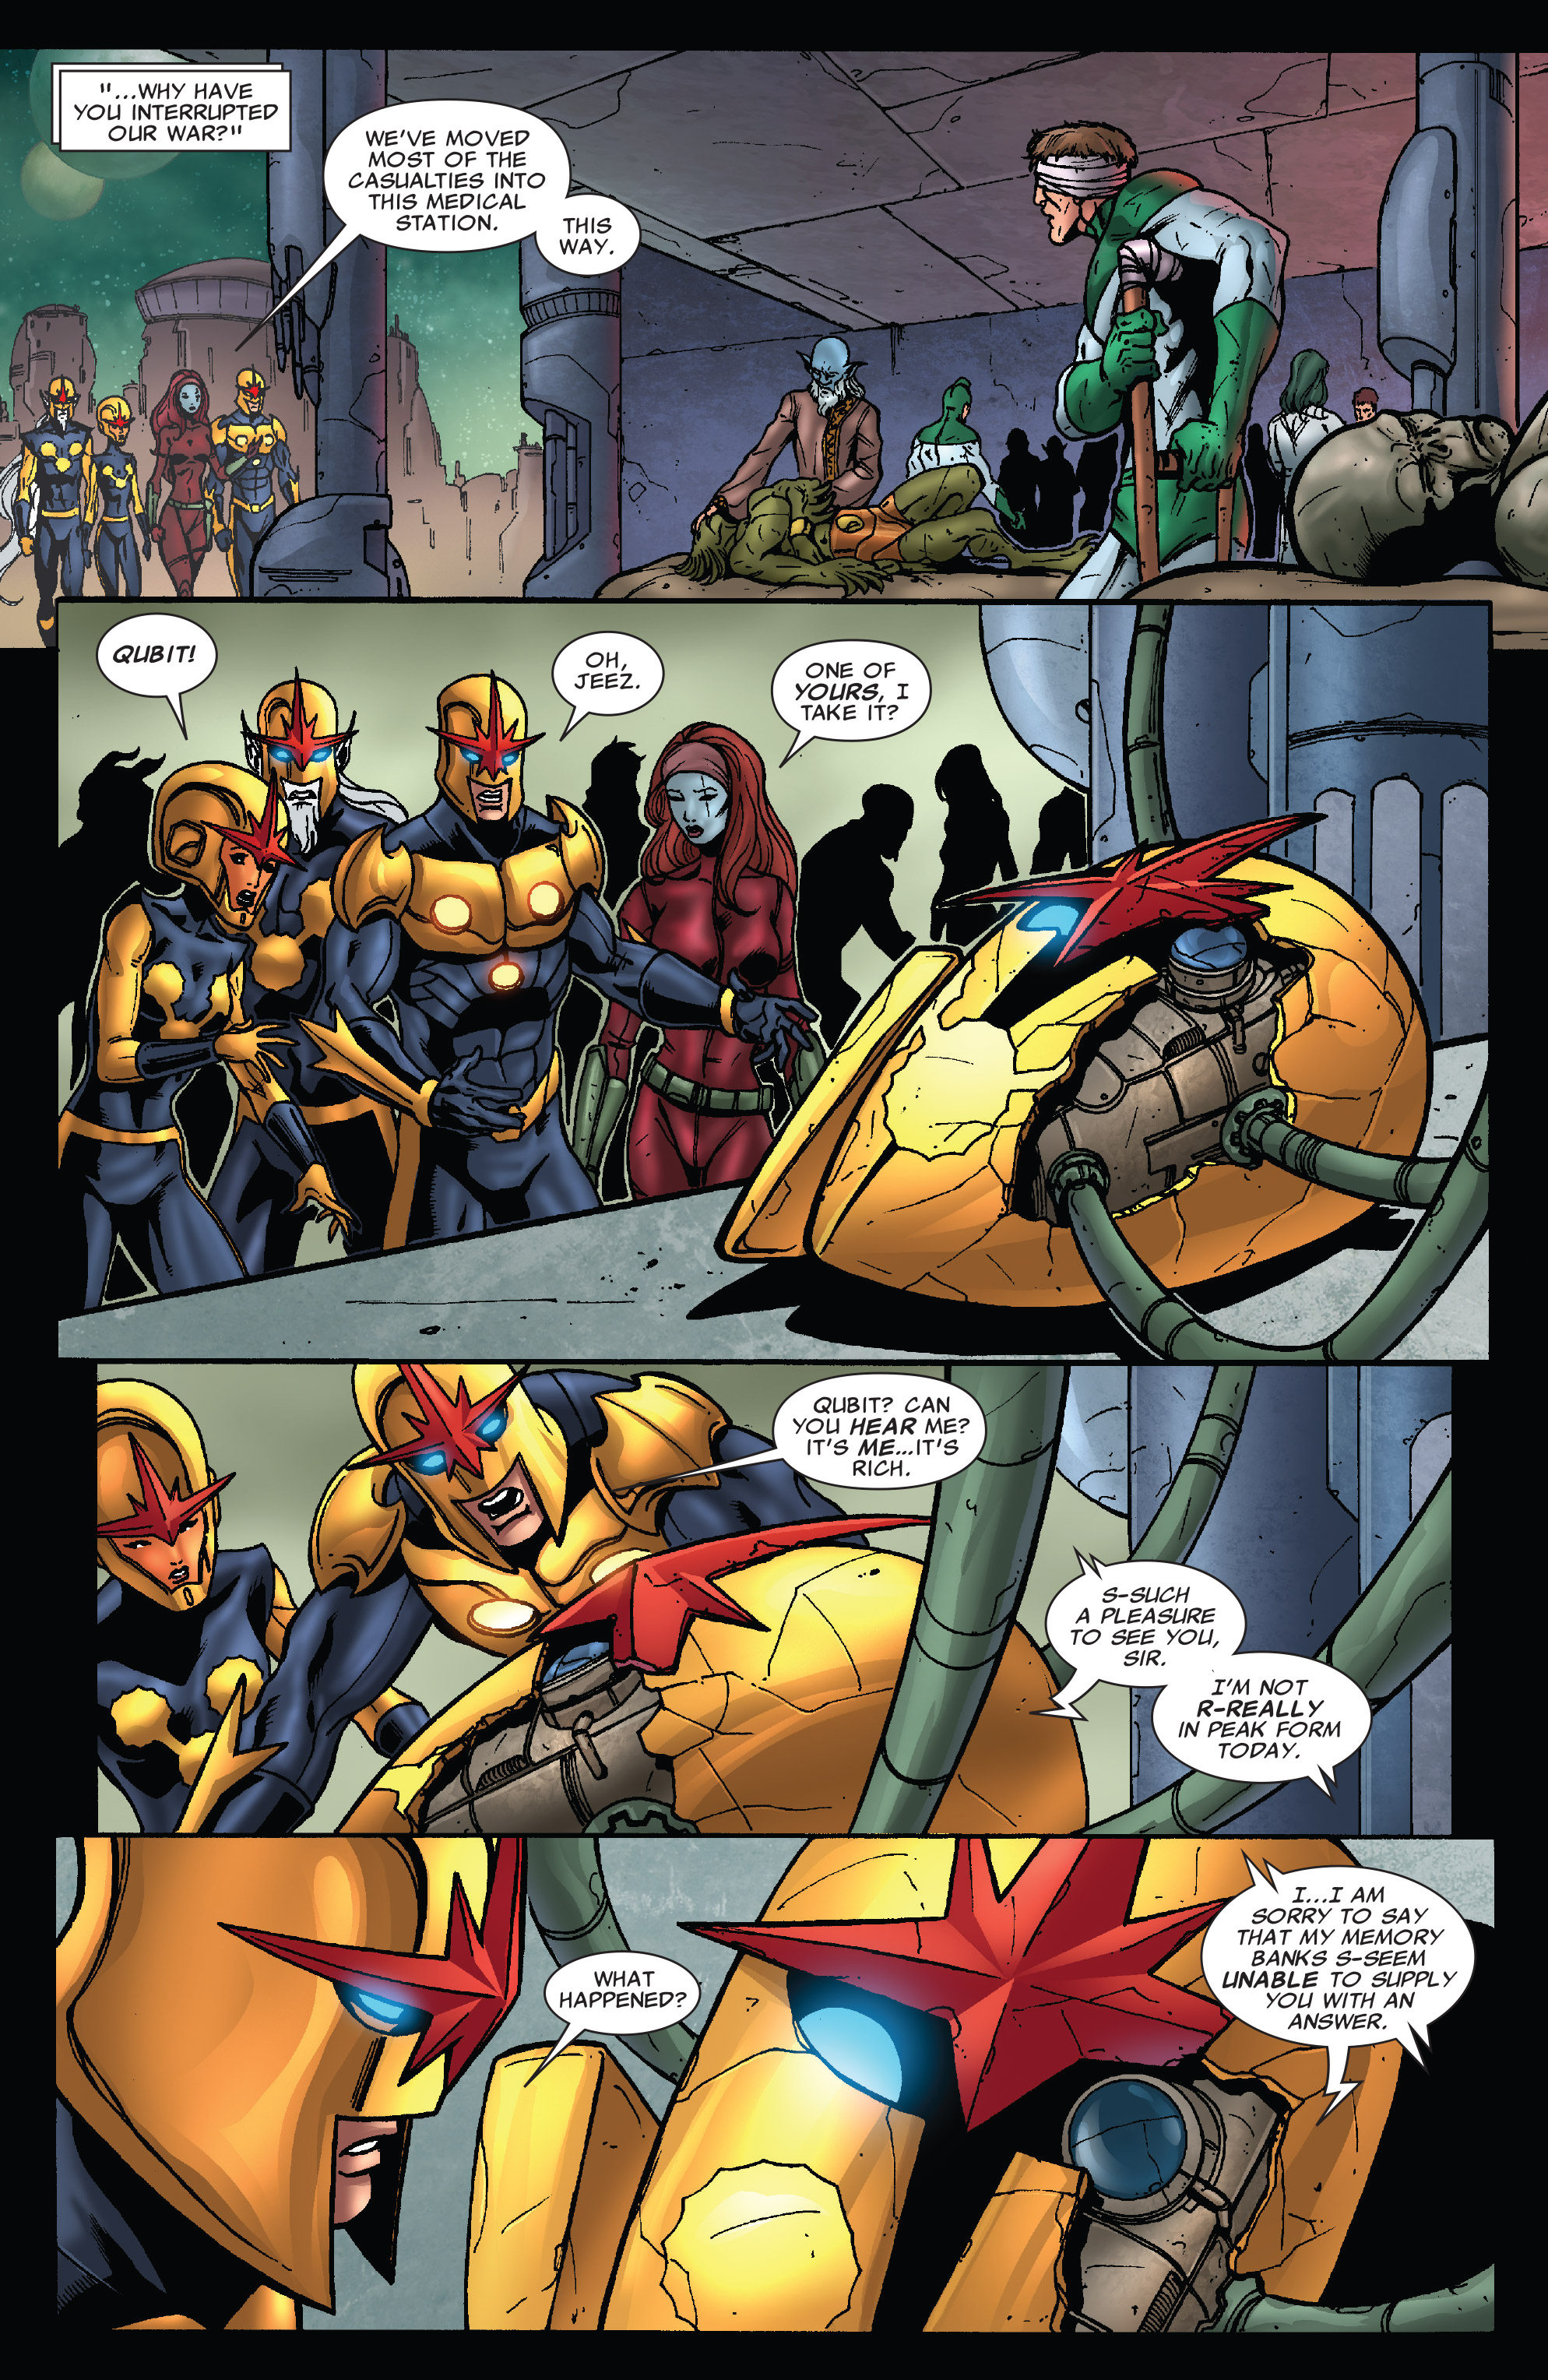 "...WHY HAVE
YOU INTERRUPTED
OUR WAR?"
WE'VE MOVED
MOST OF THE
CASUALTIES INTO
THIS MEDICAL
STATION.
THIS
WAY.
QUBIT!
OH,
JEEZ.
ONE OF
YOURS, I
TAKE IT?
QUBIT? CAN
YOU HEAR ME?
IT'S ME...IT'S
RICH.
S-SUCH
A PLEASURE
TO SEE YOU,
SIR.
I'M NOT
R-REALLY
IN PEAK FORM
TODAY.
WHAT
HAPPENED?
I...I AM
SORRY TO SAY
THAT MY MEMORY
BANKS S-SEEM
UNABLE TO SUPPLY
YOU WITH AN
ANSWER.